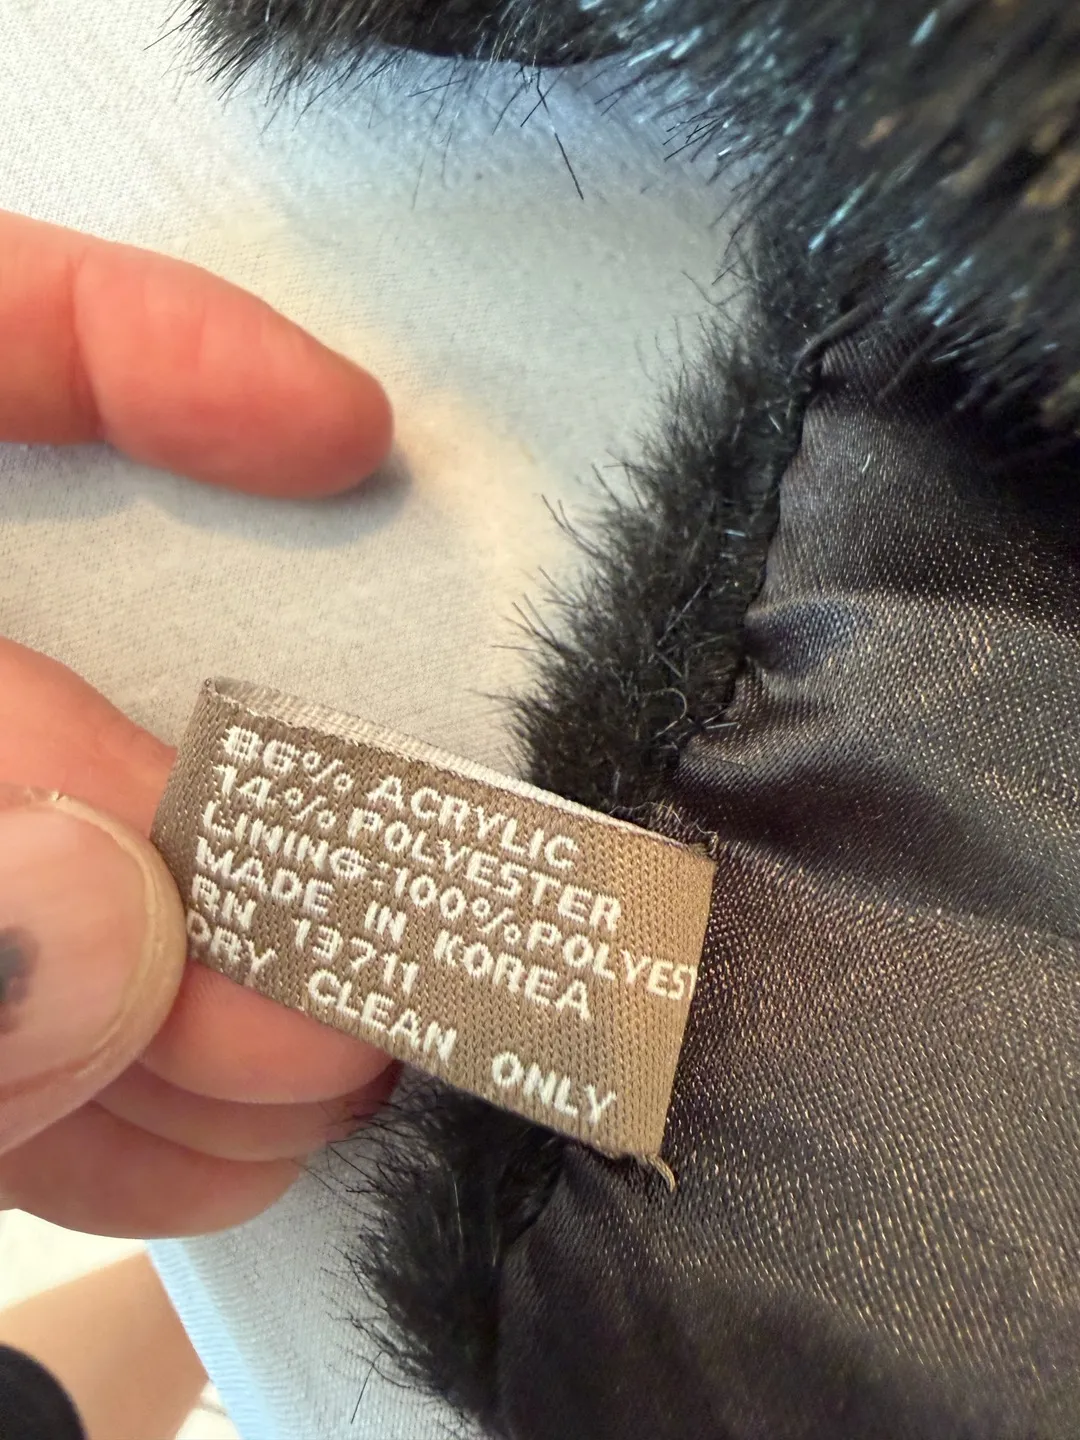 86% ACRYLIC
14% POLYESTER
LINING:100%POLYEST
MADE IN KOREA
RN 13711
DRY CLEAN ONLY